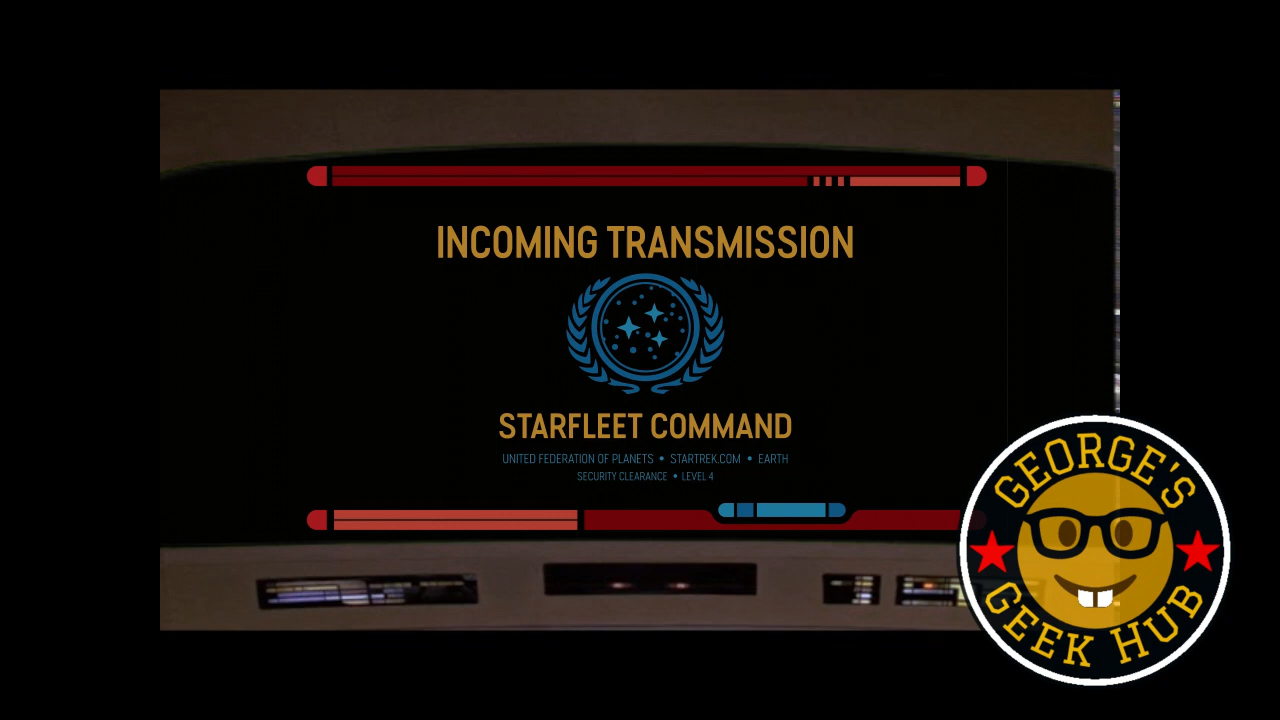 INCOMING TRANSMISSION
STARFLEET COMMAND
UNITED FEDERATION OF PLANETS • STARTREK.COM • EARTH
SECURITY CLEARANCE • LEVEL 4
GEORGE'S
GEEK HUB